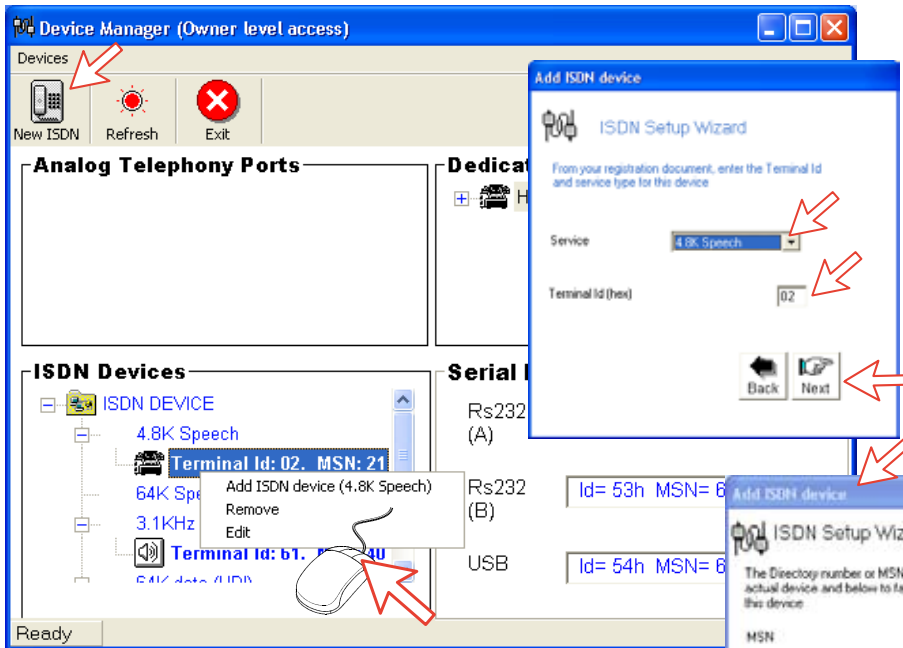 Device Manager (Owner level access)
Devices
New ISDN Refresh Exit
Analog Telephony Ports
ISDN Devices
ISDN DEVICE
4.8K Speech
Terminal Id: 02. MSN: 21
64K
3.1KHz
Terminal Id: 61.
40
64K data (UDI)
Add ISDN device (4.8K Speech)
Remove
Edit
Serial
Rs232
(A)
Rs232
(B)
Id= 53h MSN= 6
USB
Id= 54h MSN= 6
Ready
Add ISDN device
ISDN Setup Wizard
From your registration document, enter the Terminal Id
and service type for this device
Service
4.8K Speech
Terminal Id (hex)
02
Back Next
Add ISDN device
ISDN Setup Wiz
The Directory number or MSN
actual device and below to fa
this device
MSN